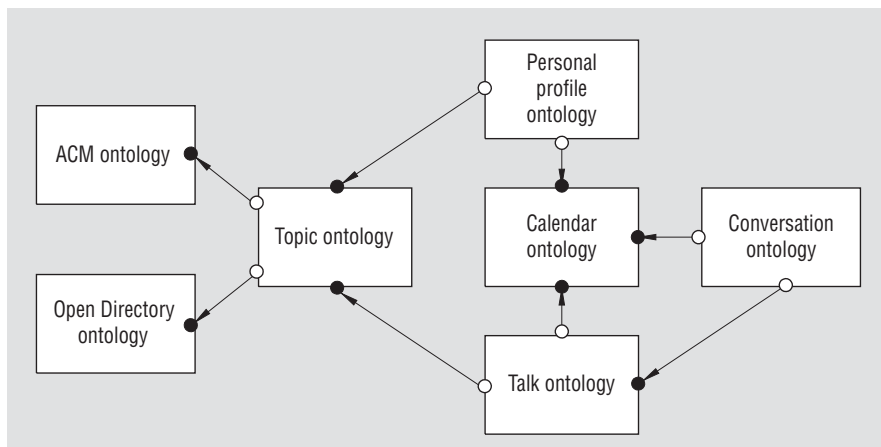 Personal
profile
ontology
ACM ontology
Topic ontology
Calendar
ontology
Conversation
ontology
Open Directory
ontology
Talk ontology